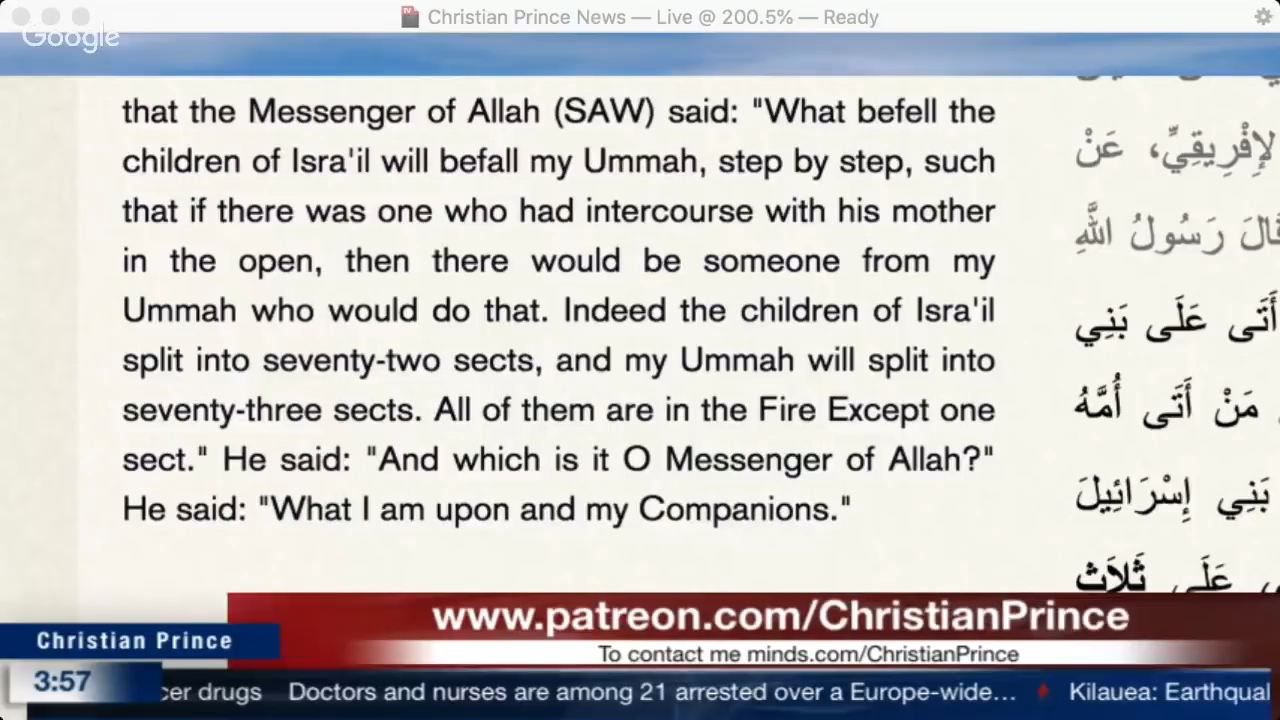 Christian Prince News — Live @ 200.5% — Ready
Google
that the Messenger of Allah (SAW) said: "What befell the
children of Isra'il will befall my Ummah, step by step, such
that if there was one who had intercourse with his mother
in the open, then there would be someone from my
Ummah who would do that. Indeed the children of Isra'il
split into seventy-two sects, and my Ummah will split into
seventy-three sects. All of them are in the Fire Except one
sect." He said: "And which is it O Messenger of Allah?"
He said: "What I am upon and my Companions."
لإِفْرِيقِيِّ، عَنْ
قَالَ رَسُولُ اللَّهِ
أَتَى عَلَى بَنِي
مَنْ أَتَى أُمَّهُ
بَنِي إِسْرَائِيلَ
عَلَى ثَلاَثٍ
www.patreon.com/ChristianPrince
Christian Prince
To contact me minds.com/ChristianPrince
3:57
cer drugs Doctors and nurses are among 21 arrested over a Europe-wide... Kilauea: Earthqual